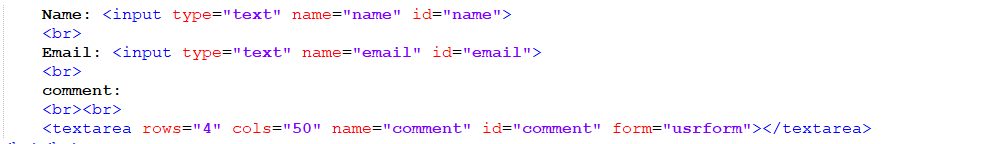 Name: <input type="text" name="name" id="name">
<br>
Email: <input type="text" name="email" id="email">
<br>
comment:
<br><br>
<textarea rows="4" cols="50" name="comment" id="comment" form="usrform"></textarea>